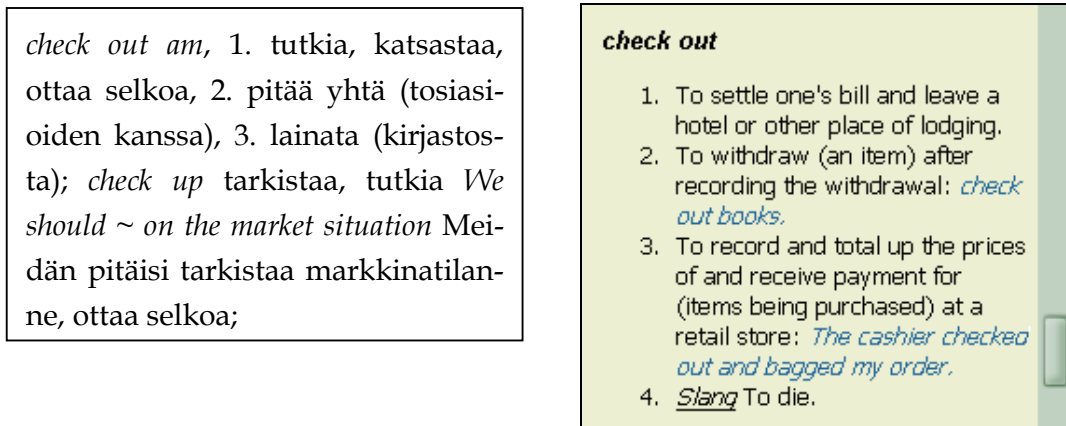 check out am, 1. tutkia, katsastaa,
ottaa selkoa, 2. pitää yhtä (tosiasi-
oiden kanssa), 3. lainata (kirjastos-
ta); check up tarkistaa, tutkia We
should ~ on the market situation Mei-
dän pitäisi tarkistaa markkinatilan-
ne, ottaa selkoa;
check out
1. To settle one's bill and leave a
hotel or other place of lodging.
2. To withdraw (an item) after
recording the withdrawal: check
out books.
3. To record and total up the prices
of and receive payment for
(items being purchased) at a
retail store: The cashier checked
out and bagged my order.
4. Slang To die.